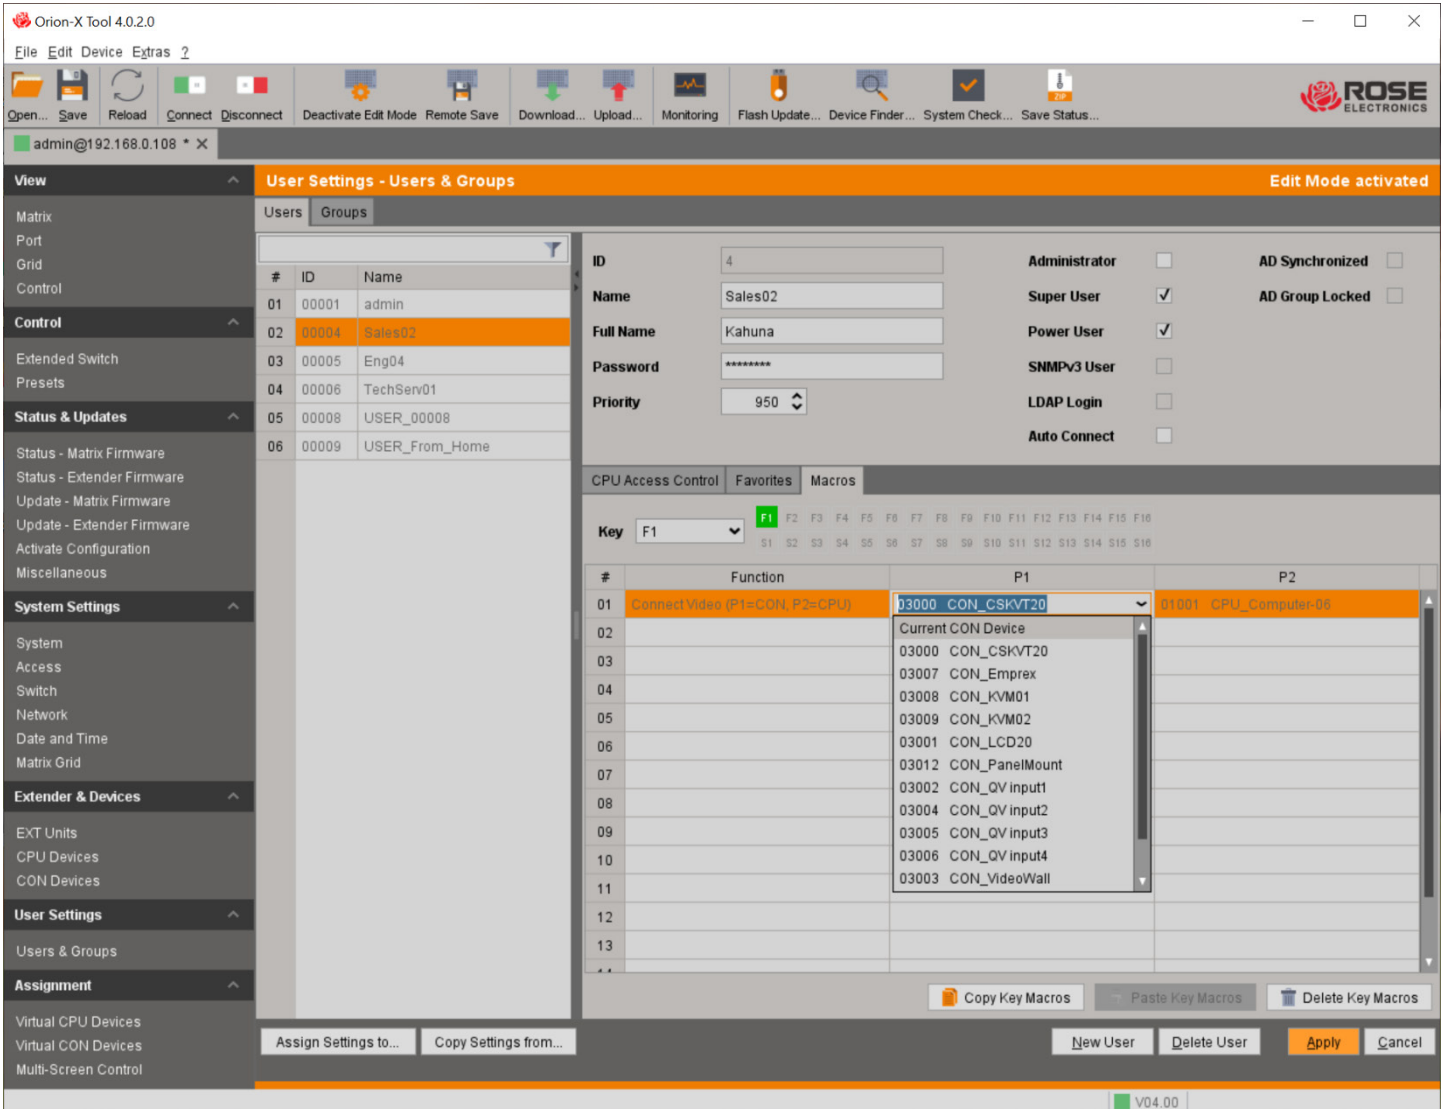 Orion-X Tool 4.0.2.0
File Edit Device Extras ?
Open... Save Reload Connect Disconnect Deactivate Edit Mode Remote Save Download... Upload... Monitoring Flash Update... Device Finder... System Check... Save Status...
ZIP
ROSE
ELECTRONICS
admin@192.168.0.108 *
View
Matrix
Port
Grid
Control
Control
Extended Switch
Presets
Status & Updates
Status - Matrix Firmware
Status - Extender Firmware
Update - Matrix Firmware
Update - Extender Firmware
Activate Configuration
Miscellaneous
System Settings
System
Access
Switch
Network
Date and Time
Matrix Grid
Extender & Devices
EXT Units
CPU Devices
CON Devices
User Settings
Users & Groups
Assignment
Virtual CPU Devices
Virtual CON Devices
Multi-Screen Control
User Settings - Users & Groups Edit Mode activated
Users Groups
# ID Name
01 00001 admin
02 00004 Sales02
03 00005 Eng04
04 00006 TechServ01
05 00008 USER_00008
06 00009 USER_From_Home
ID 4
Name Sales02
Full Name Kahuna
Password ********
Priority 950
Administrator
Super User
Power User
SNMPv3 User
LDAP Login
Auto Connect
AD Synchronized
AD Group Locked
CPU Access Control Favorites Macros
Key F1
F1 F2 F3 F4 F5 F6 F7 F8 F9 F10 F11 F12 F13 F14 F15 F16
S1 S2 S3 S4 S5 S6 S7 S8 S9 S10 S11 S12 S13 S14 S15 S16
# Function P1 P2
01 Connect Video (P1=CON, P2=CPU) 03000 CON_CSKVT20 01001 CPU_Computer-06
02
03
04
05
06
07
08
09
10
11
12
13
14
Current CON Device
03000 CON_CSKVT20
03007 CON_Emprex
03008 CON_KVM01
03009 CON_KVM02
03001 CON_LCD20
03012 CON_PanelMount
03002 CON_QV input1
03004 CON_QV input2
03005 CON_QV input3
03006 CON_QV input4
03003 CON_VideoWall
Copy Key Macros Paste Key Macros Delete Key Macros
Assign Settings to... Copy Settings from... New User Delete User Apply Cancel
V04.00